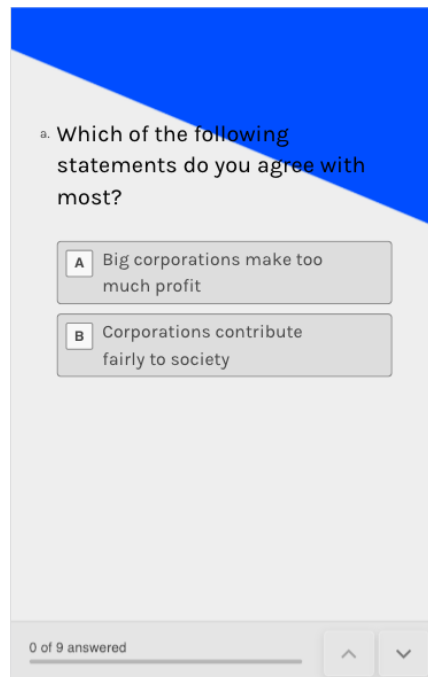 a. Which of the following
statements do you agree with
most?
A Big corporations make too
much profit
B Corporations contribute
fairly to society
0 of 9 answered